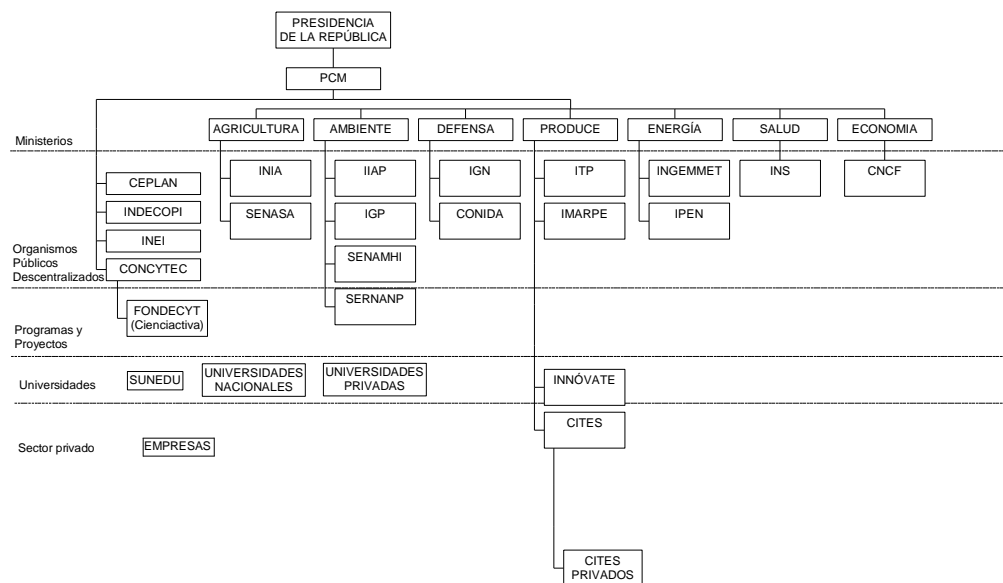 PRESIDENCIA
DE LA REPÚBLICA
PCM
Ministerios
AGRICULTURA
AMBIENTE
DEFENSA
PRODUCE
ENERGÍA
SALUD
ECONOMIA
Organismos
Públicos
Descentralizados
CEPLAN
INDECOPI
INEI
CONCYTEC
INIA
SENASA
IIAP
IGP
SENAMHI
SERNANP
IGN
CONIDA
ITP
IMARPE
INGEMMET
IPEN
INS
CNCF
Programas y
Proyectos
FONDECYT
(Cienciactiva)
Universidades
SUNEDU
UNIVERSIDADES
NACIONALES
UNIVERSIDADES
PRIVADAS
INNÓVATE
Sector privado
EMPRESAS
CITES
CITES
PRIVADOS